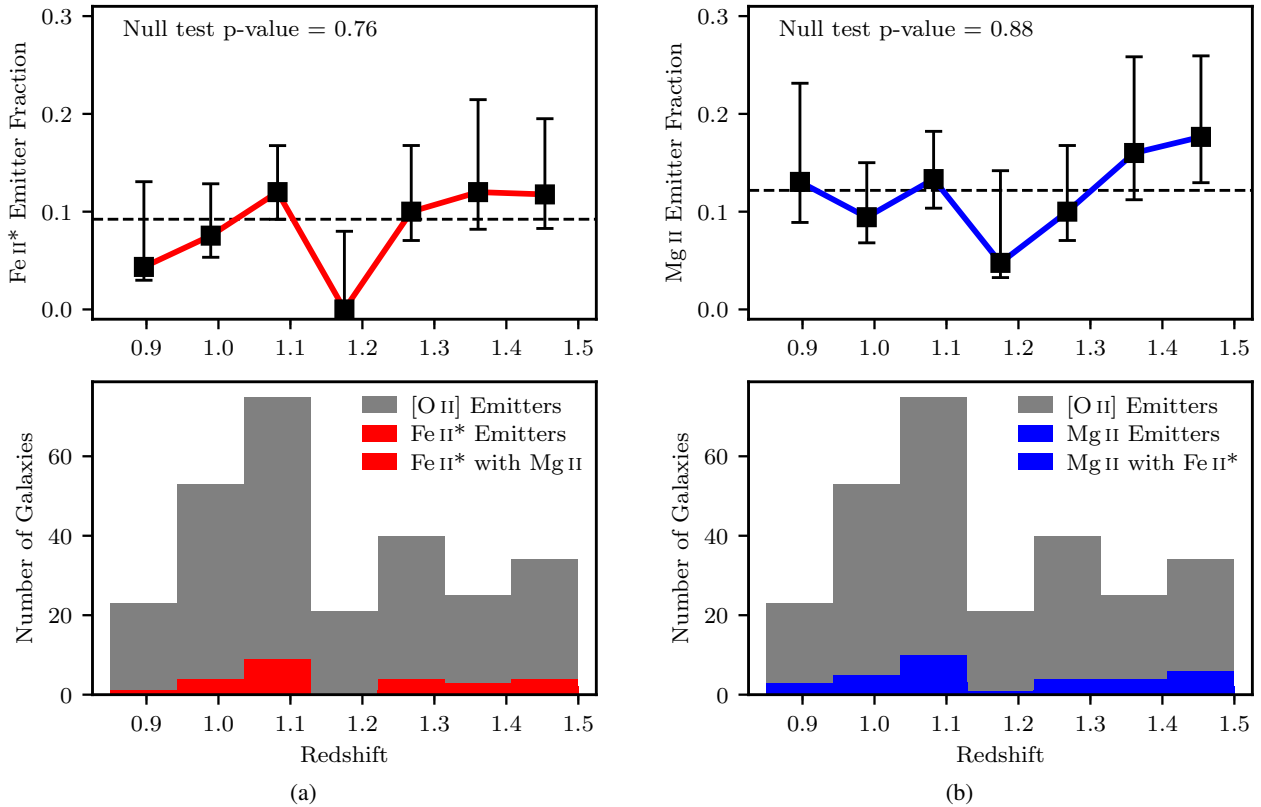 Null test p-value = 0.76
Fe II* Emitter Fraction
0.3
0.2
0.1
0.0
0.9 1.0 1.1 1.2 1.3 1.4 1.5
[O II] Emitters
Fe II* Emitters
Fe II* with Mg II
Number of Galaxies
60
40
20
0
0.9 1.0 1.1 1.2 1.3 1.4 1.5
Redshift
(a)
Null test p-value = 0.88
Mg II Emitter Fraction
0.3
0.2
0.1
0.0
0.9 1.0 1.1 1.2 1.3 1.4 1.5
[O II] Emitters
Mg II Emitters
Mg II with Fe II*
Number of Galaxies
60
40
20
0
0.9 1.0 1.1 1.2 1.3 1.4 1.5
Redshift
(b)